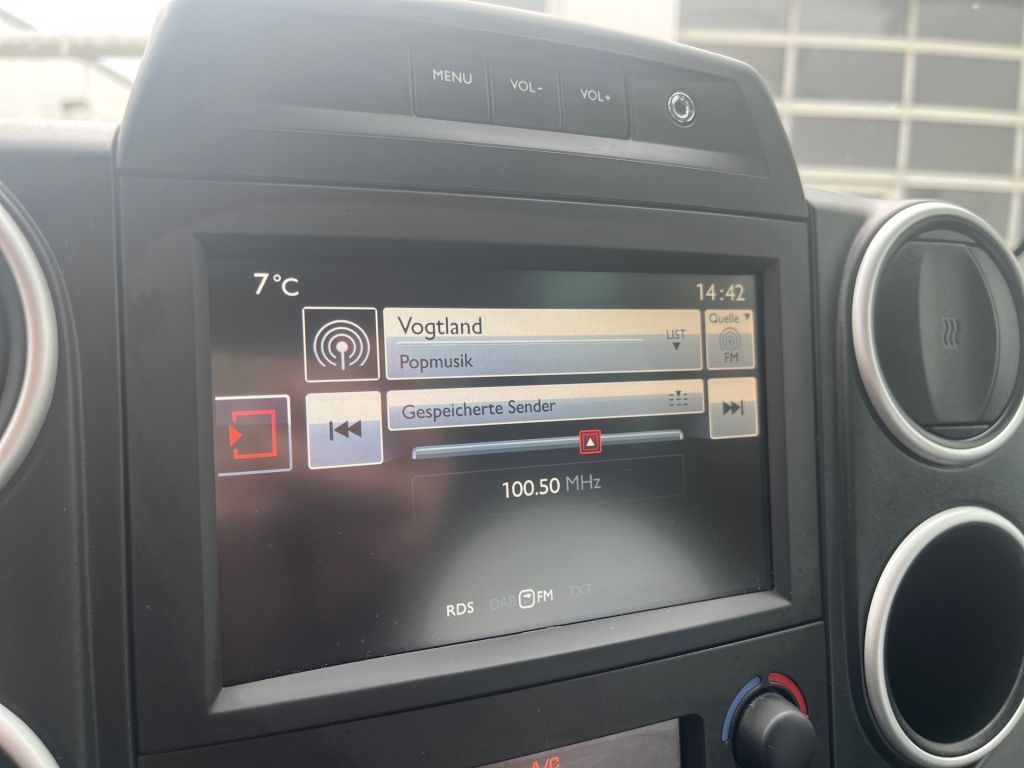 MENU VOL- VOL+
7°C 14:42
Vogtland LIST Quelle
Popmusik FM
Gespeicherte Sender
100.50 MHz
RDS DAB FM TXT
A/C